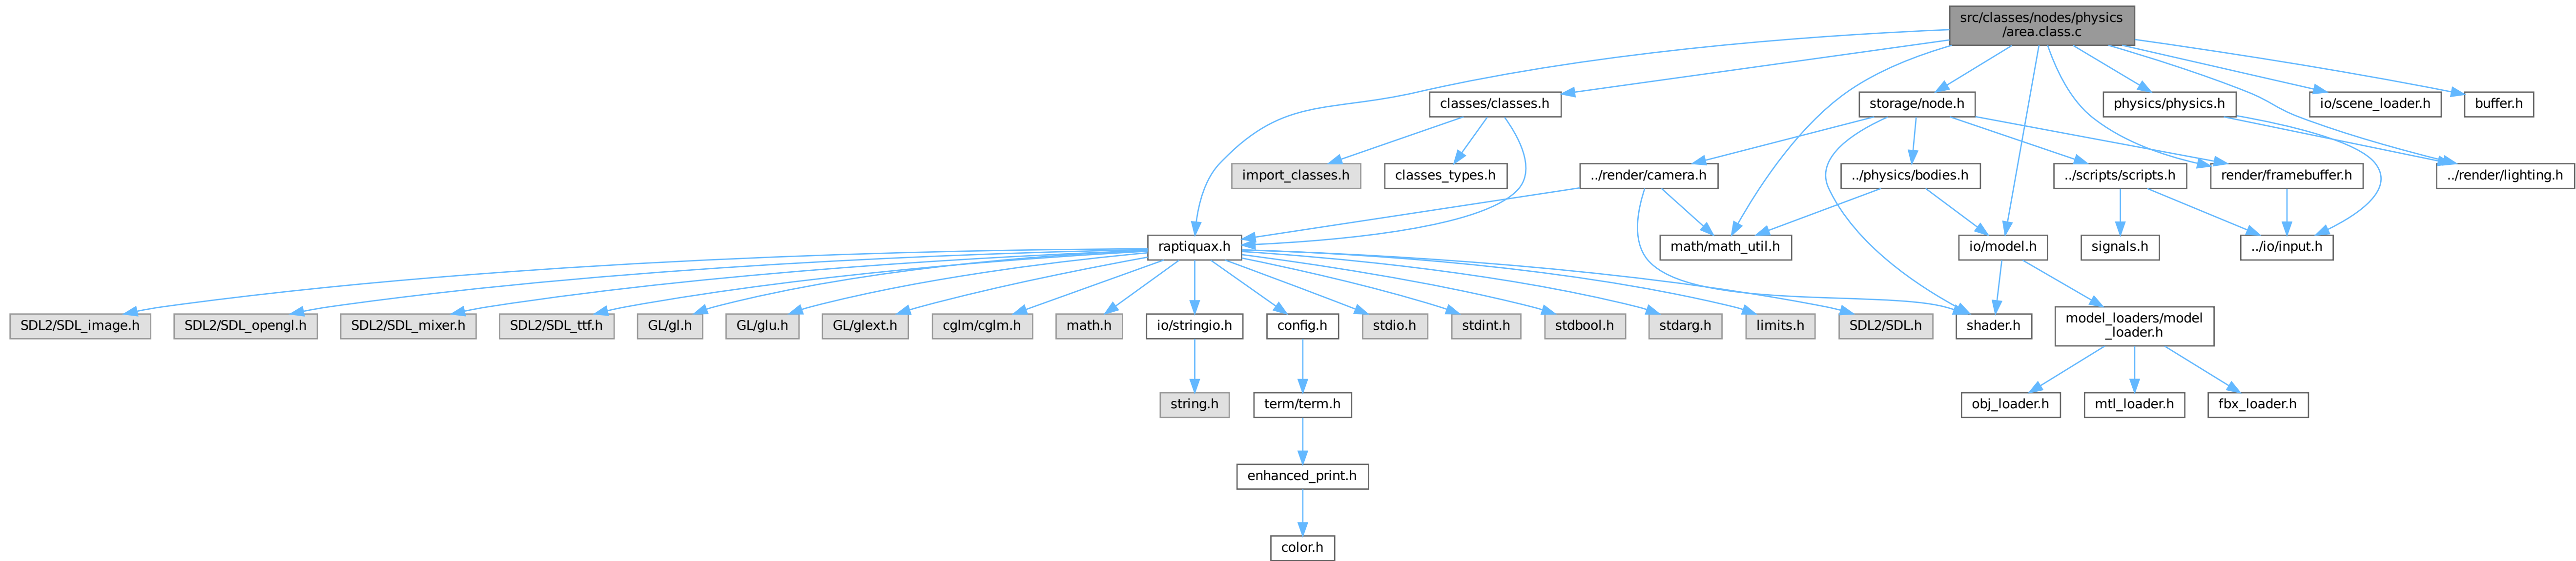 src/classes/nodes/physics
/area.class.c
classes/classes.h
storage/node.h
physics/physics.h
io/scene_loader.h
buffer.h
import_classes.h
classes_types.h
../render/camera.h
../physics/bodies.h
../scripts/scripts.h
render/framebuffer.h
../render/lighting.h
raptiquax.h
math/math_util.h
io/model.h
signals.h
../io/input.h
SDL2/SDL_image.h
SDL2/SDL_opengl.h
SDL2/SDL_mixer.h
SDL2/SDL_ttf.h
GL/gl.h
GL/glu.h
GL/glext.h
cglm/cglm.h
math.h
io/stringio.h
config.h
stdio.h
stdint.h
stdbool.h
stdarg.h
limits.h
SDL2/SDL.h
shader.h
model_loaders/model
_loader.h
string.h
term/term.h
obj_loader.h
mtl_loader.h
fbx_loader.h
enhanced_print.h
color.h